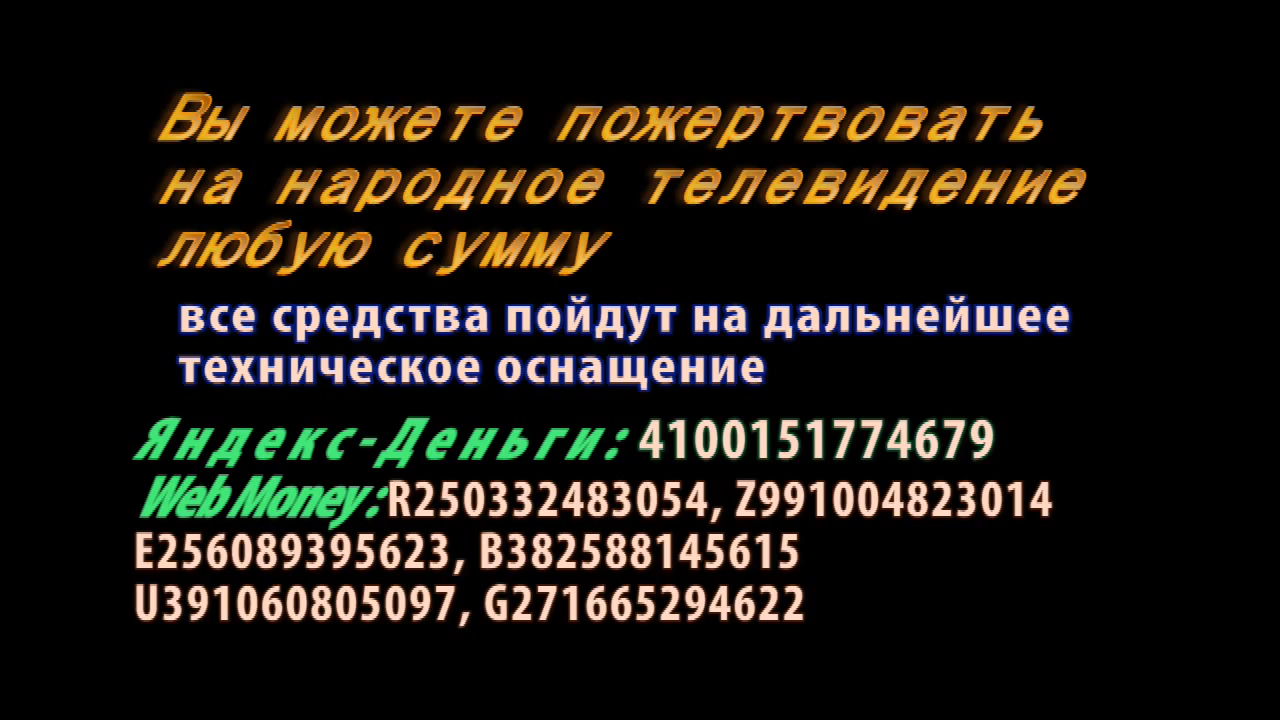 Вы можете пожертвовать
на народное телевидение
любую сумму
все средства пойдут на дальнейшее
техническое оснащение
Яндекс-Деньги: 4100151774679
Web Money: R250332483054, Z991004823014
E256089395623, B382588145615
U391060805097, G271665294622